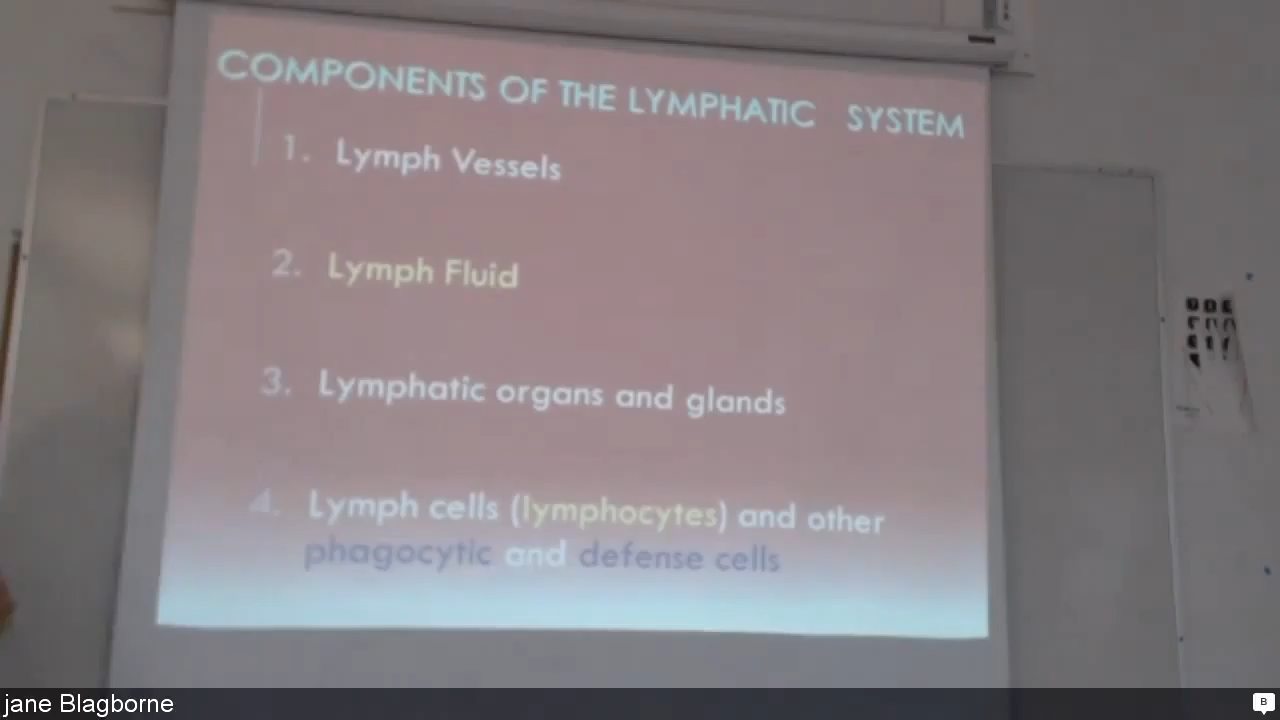 COMPONENTS OF THE LYMPHATIC SYSTEM
1. Lymph Vessels
2. Lymph Fluid
3. Lymphatic organs and glands
4. Lymph cells (lymphocytes) and other
phagocytic and defense cells
jane Blagborne
B